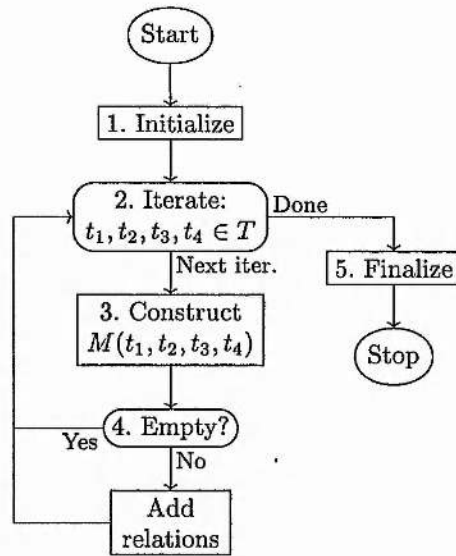 Start
1. Initialize
2. Iterate:
t₁, t₂, t₃, t₄ ∈ T
Done
Next iter.
5. Finalize
3. Construct
M(t₁, t₂, t₃, t₄)
Stop
4. Empty?
Yes
No
Add
relations